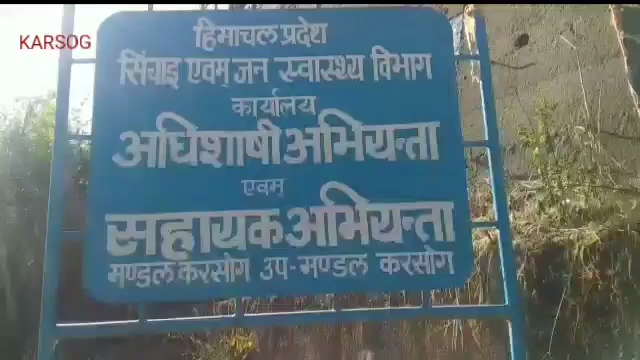 KARSOG
हिमाचल प्रदेश
सिंचाई एवम् जन स्वास्थ्य विभाग
कार्यालय
अधिशाषी अभियन्ता
एवम्
सहायक अभियन्ता
मण्डल करसोग उप-मण्डल करसोग